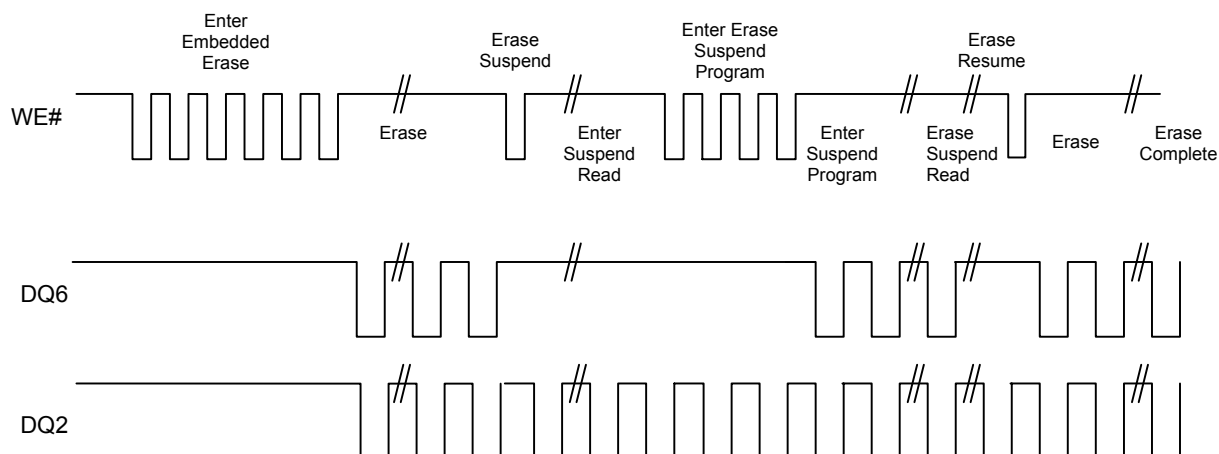 Enter
Embedded
Erase
Erase
Suspend
Enter Erase
Suspend
Program
Erase
Resume
WE#
Erase
Enter
Suspend
Read
Enter
Suspend
Program
Erase
Suspend
Read
Erase
Erase
Complete
DQ6
DQ2